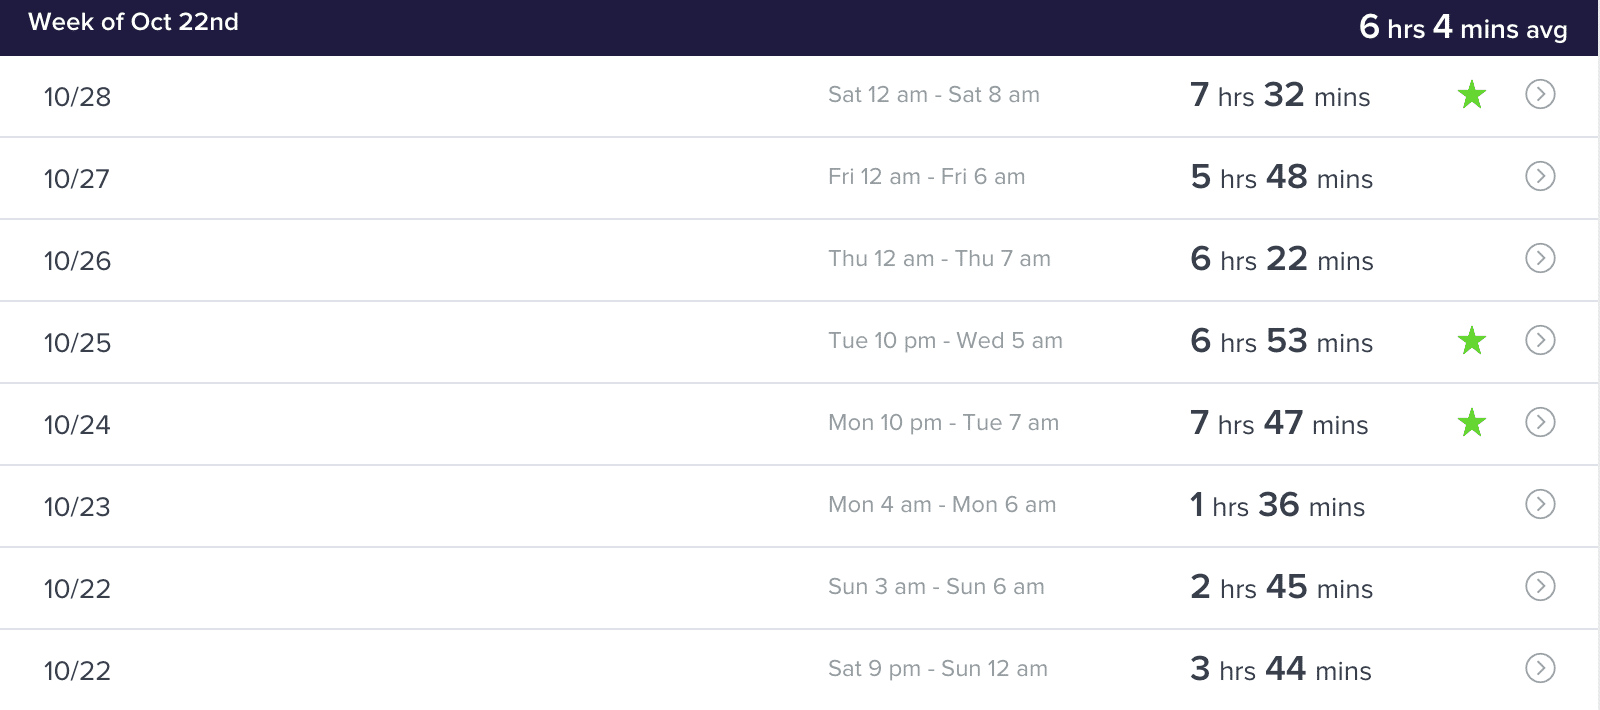 Week of Oct 22nd 6 hrs 4 mins avg
10/28 Sat 12 am - Sat 8 am 7 hrs 32 mins
10/27 Fri 12 am - Fri 6 am 5 hrs 48 mins
10/26 Thu 12 am - Thu 7 am 6 hrs 22 mins
10/25 Tue 10 pm - Wed 5 am 6 hrs 53 mins
10/24 Mon 10 pm - Tue 7 am 7 hrs 47 mins
10/23 Mon 4 am - Mon 6 am 1 hrs 36 mins
10/22 Sun 3 am - Sun 6 am 2 hrs 45 mins
10/22 Sat 9 pm - Sun 12 am 3 hrs 44 mins